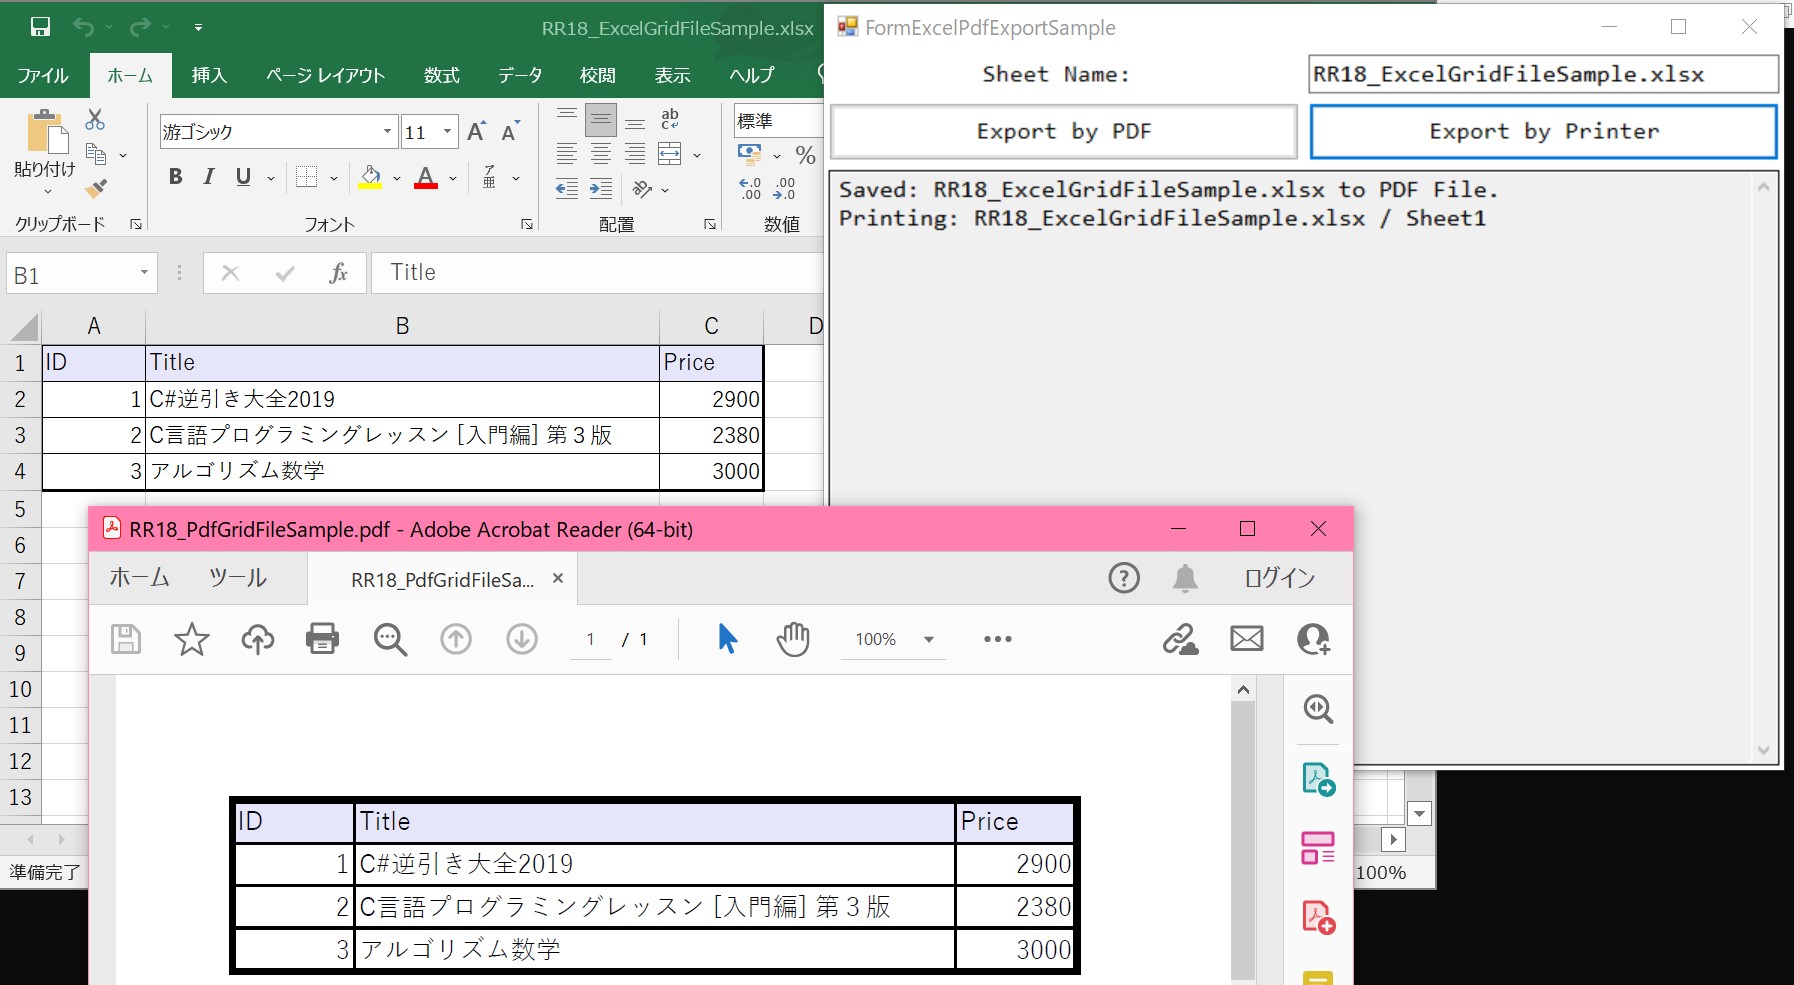 RR18_ExcelGridFileSample.xlsx
ファイル ホーム 挿入 ページ レイアウト 数式 データ 校閲 表示 ヘルプ
貼り付け
クリップボード
游ゴシック 11 A A
B I U A 亜
フォント
ab
配置
標準
%
.0 .00
.00 .0
数値
B1 fx Title
A B C D
1 ID Title Price
2 1 C#逆引き大全2019 2900
3 2 C言語プログラミングレッスン [入門編] 第３版 2380
4 3 アルゴリズム数学 3000
5
6
7
8
9
10
11
12
13
準備完了
100%
FormExcelPdfExportSample
Sheet Name: RR18_ExcelGridFileSample.xlsx
Export by PDF Export by Printer
Saved: RR18_ExcelGridFileSample.xlsx to PDF File.
Printing: RR18_ExcelGridFileSample.xlsx / Sheet1
RR18_PdfGridFileSample.pdf - Adobe Acrobat Reader (64-bit)
ホーム ツール RR18_PdfGridFileSa... × ログイン
1 / 1 100%
ID Title Price
1 C#逆引き大全2019 2900
2 C言語プログラミングレッスン [入門編] 第３版 2380
3 アルゴリズム数学 3000